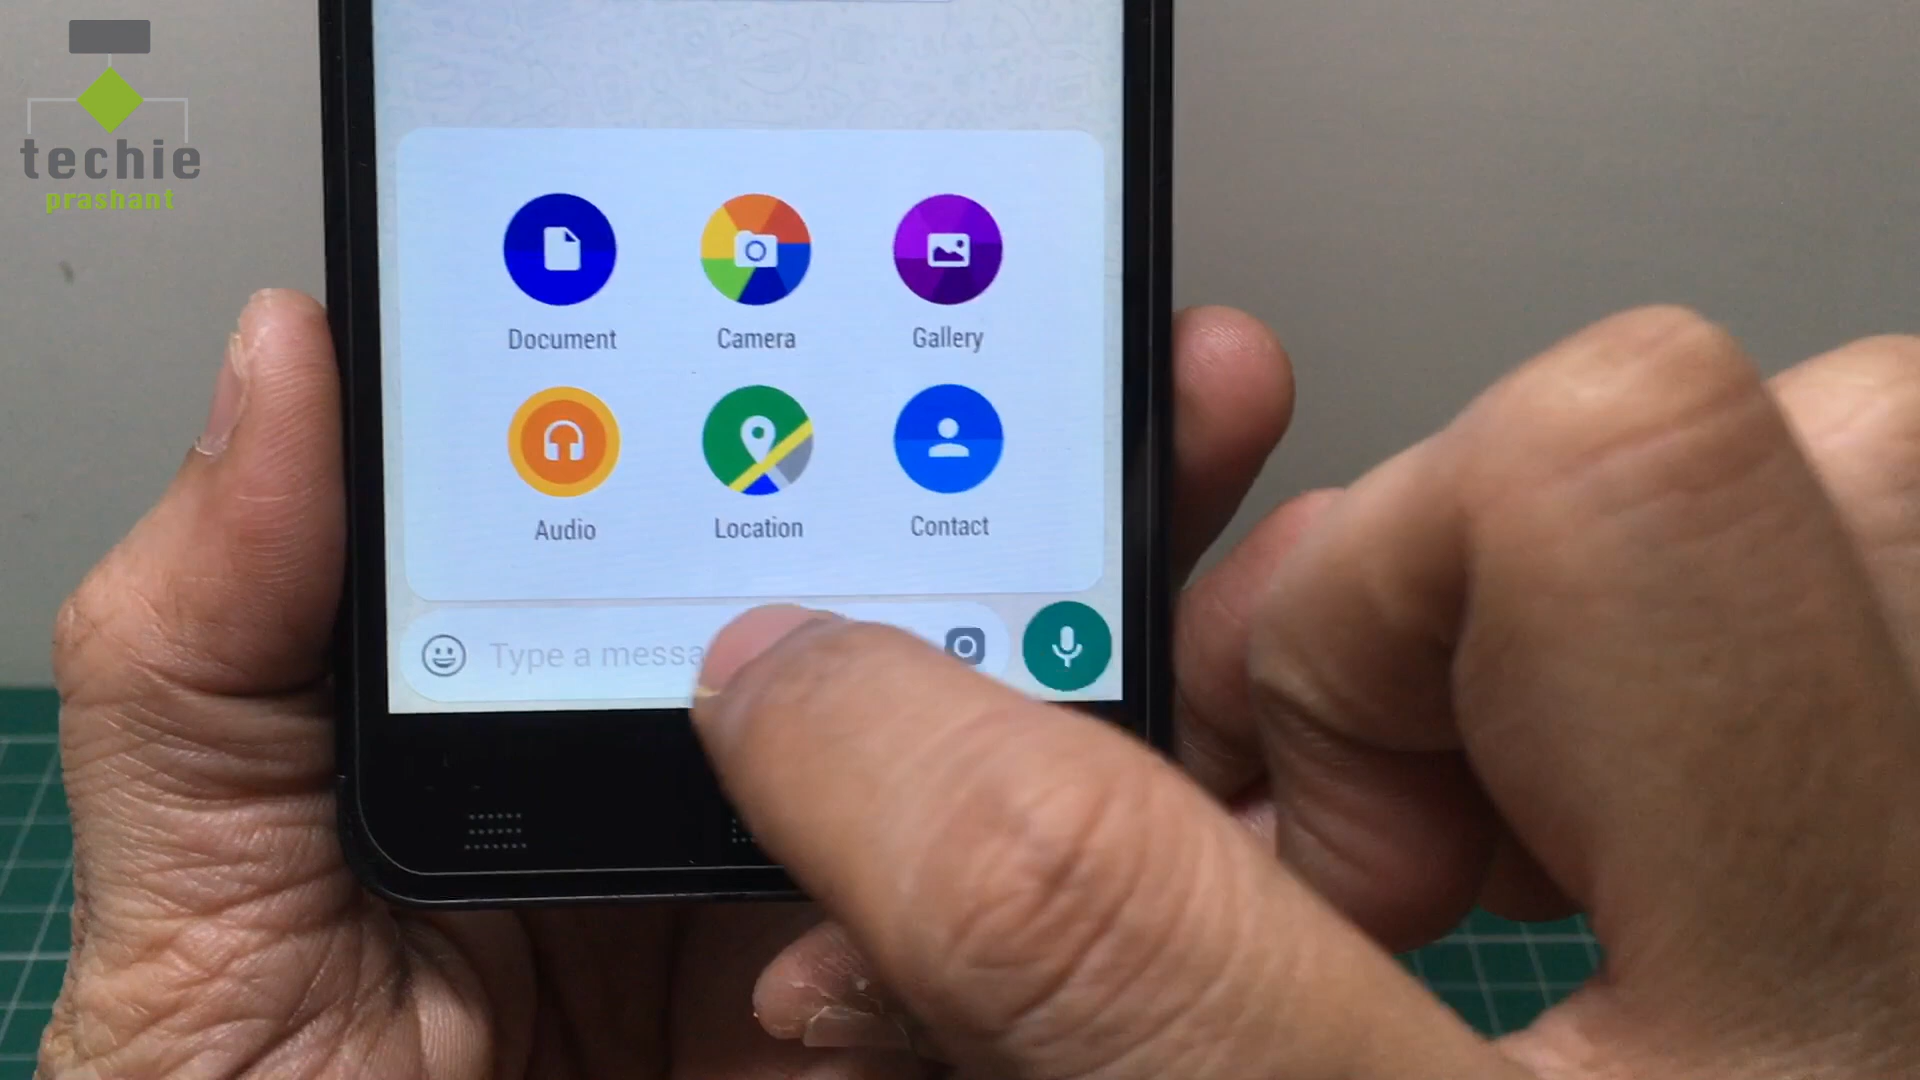 techie
prashant
Document Camera Gallery
Audio Location Contact
Type a messa